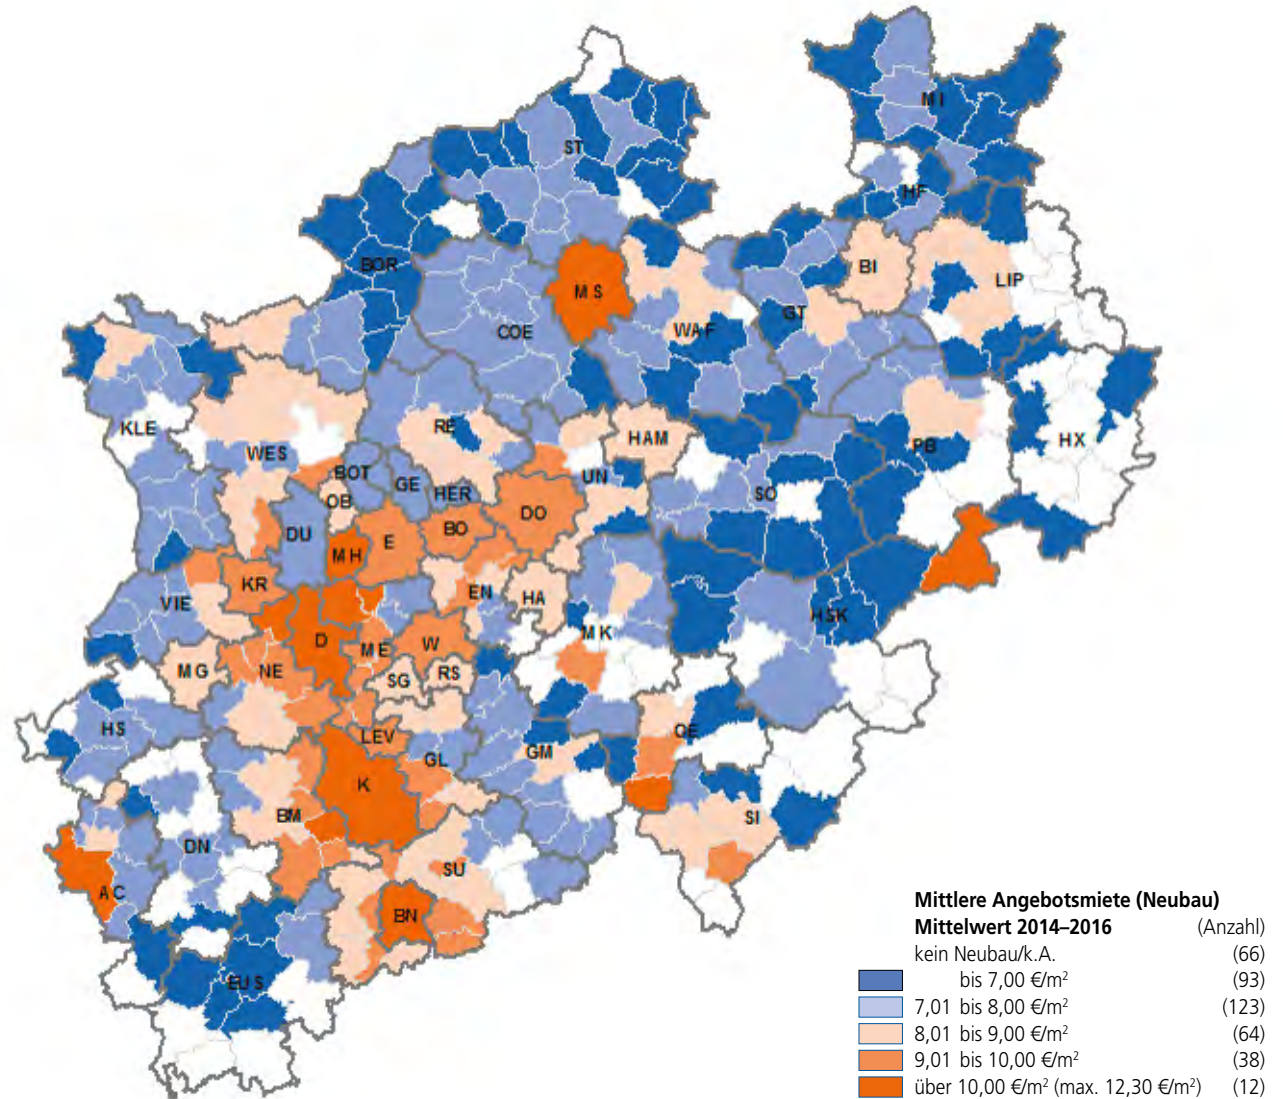 MI
ST
HF
BOR
BI
LIP
MS
GT
COE
WAF
KLE
RE
HAM
PB
HX
WES
BOT
GE
UN
HER
SO
OB
DU
DO
BO
E
MH
KR
EN
HA
VIE
HSK
MK
D
ME
W
MG
NE
SG
RS
HS
OE
LEV
GM
GL
K
BM
SI
DN
SU
AC
BN
EUS
Mittlere Angebotsmiete (Neubau)
Mittelwert 2014–2016 (Anzahl)
kein Neubau/k.A. (66)
bis 7,00 €/m² (93)
7,01 bis 8,00 €/m² (123)
8,01 bis 9,00 €/m² (64)
9,01 bis 10,00 €/m² (38)
über 10,00 €/m² (max. 12,30 €/m²) (12)